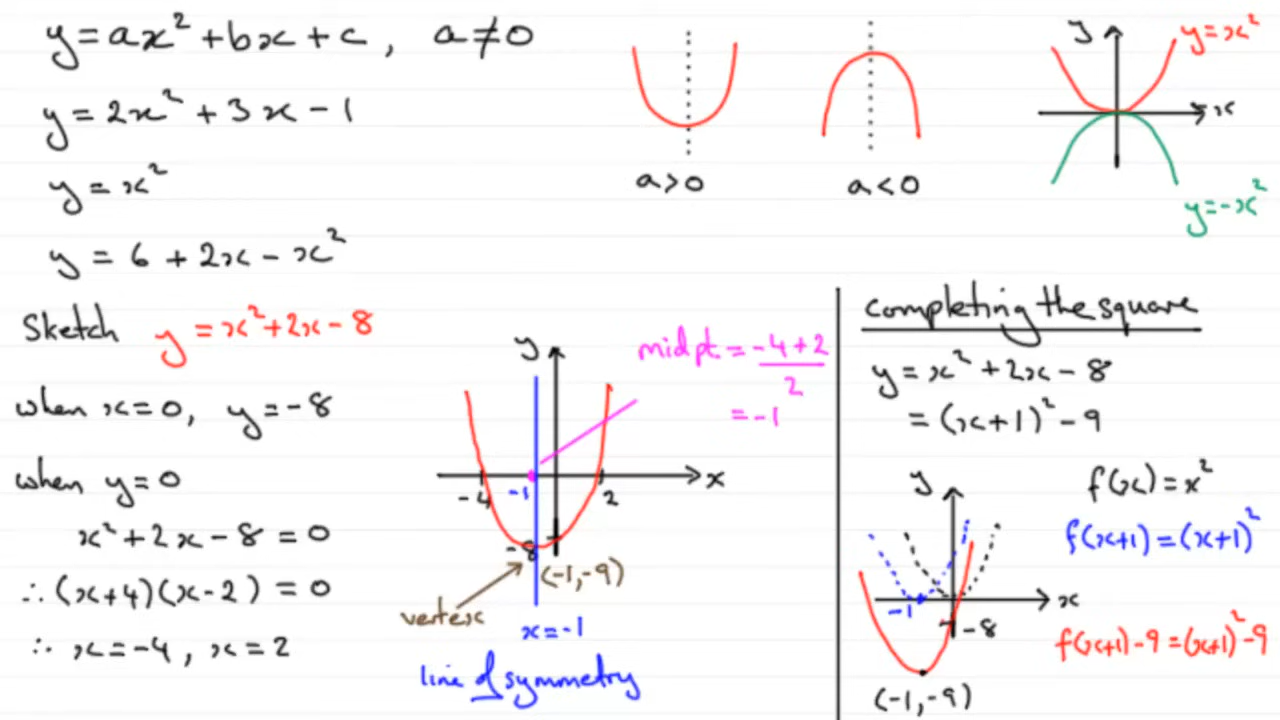 y = ax² + bx + c, a ≠ 0
y = 2x² + 3x - 1
y = x²
y = 6 + 2x - x²
a > 0
a < 0
y
x
y = x²
y = -x²
Sketch y = x² + 2x - 8
when x = 0, y = -8
when y = 0
x² + 2x - 8 = 0
∴ (x+4)(x-2) = 0
∴ x = -4, x = 2
y
x
-4
-1
2
-8
(-1, -9)
vertex
x = -1
line of symmetry
mid pt = (-4+2)/2
= -1
completing the square
y = x² + 2x - 8
= (x+1)² - 9
y
x
-1
-8
(-1, -9)
f(x) = x²
f(x+1) = (x+1)²
f(x+1) - 9 = (x+1)² - 9